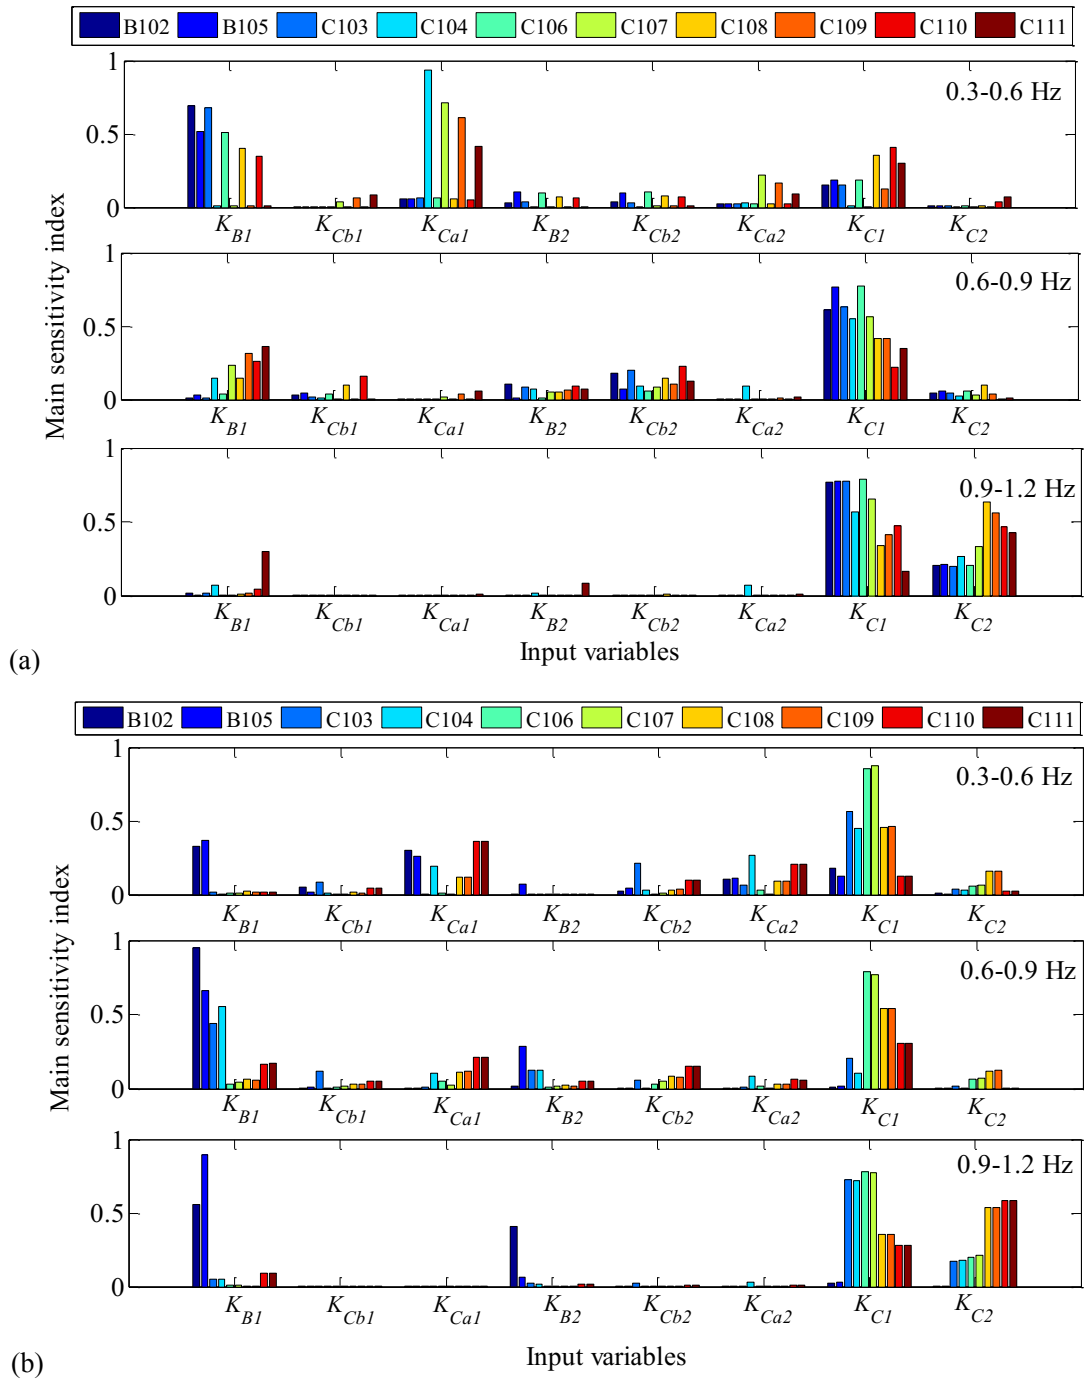 B102 B105 C103 C104 C106 C107 C108 C109 C110 C111
1
0.3-0.6 Hz
0.5
0
K_B1 K_Cb1 K_Ca1 K_B2 K_Cb2 K_Ca2 K_C1 K_C2
1
0.6-0.9 Hz
0.5
0
K_B1 K_Cb1 K_Ca1 K_B2 K_Cb2 K_Ca2 K_C1 K_C2
1
0.9-1.2 Hz
0.5
0
K_B1 K_Cb1 K_Ca1 K_B2 K_Cb2 K_Ca2 K_C1 K_C2
Main sensitivity index
Input variables
(a)
B102 B105 C103 C104 C106 C107 C108 C109 C110 C111
1
0.3-0.6 Hz
0.5
0
K_B1 K_Cb1 K_Ca1 K_B2 K_Cb2 K_Ca2 K_C1 K_C2
1
0.6-0.9 Hz
0.5
0
K_B1 K_Cb1 K_Ca1 K_B2 K_Cb2 K_Ca2 K_C1 K_C2
1
0.9-1.2 Hz
0.5
0
K_B1 K_Cb1 K_Ca1 K_B2 K_Cb2 K_Ca2 K_C1 K_C2
Main sensitivity index
Input variables
(b)